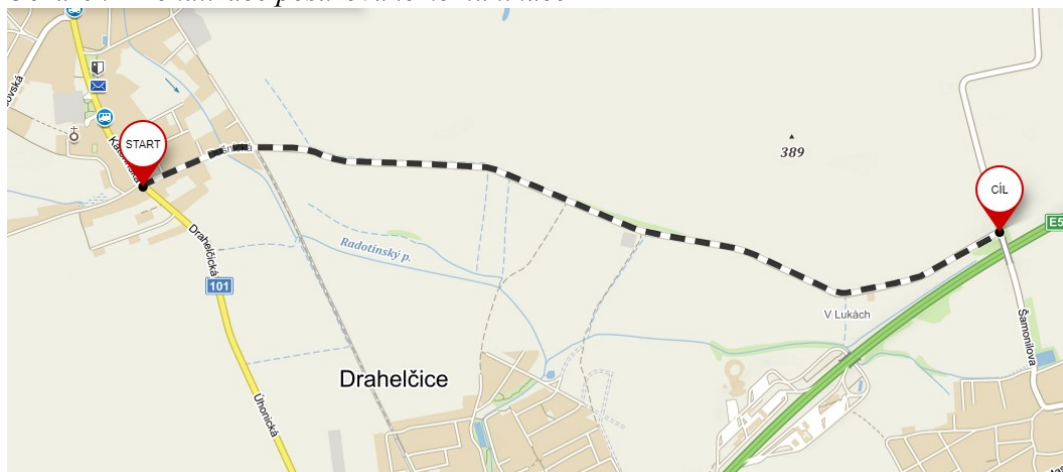 START
389
CÍL
E5
Drahelčická
Radotínský p.
101
V Lukách
Šamonilova
Drahelčice
Úhonická